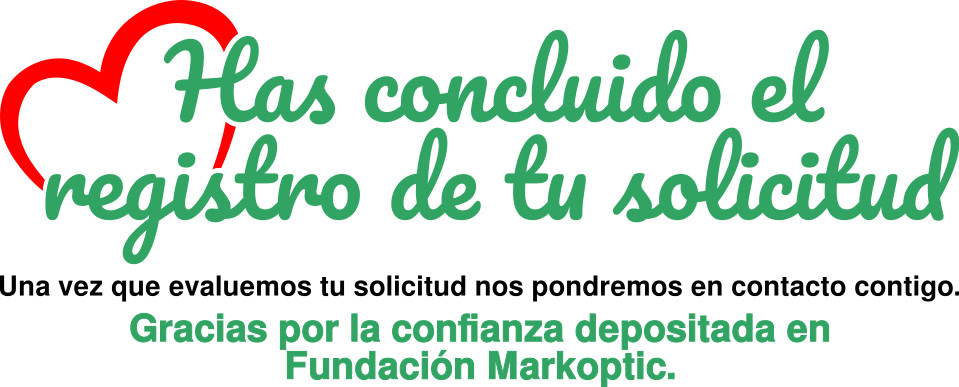 Has concluido el
registro de tu solicitud
Una vez que evaluemos tu solicitud nos pondremos en contacto contigo.
Gracias por la confianza depositada en
Fundación Markoptic.